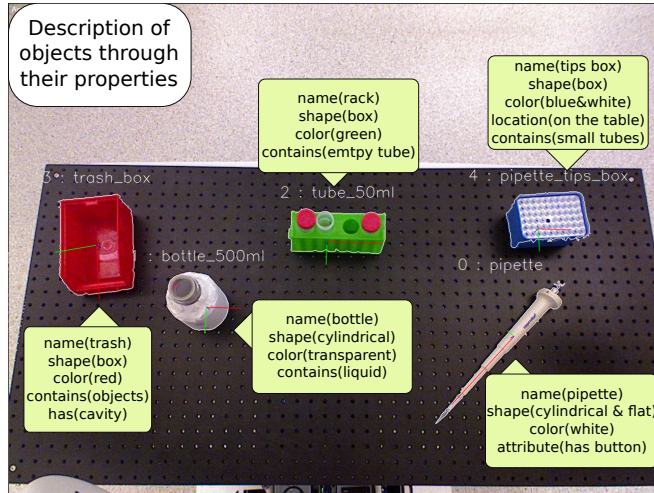 Description of
objects through
their properties
name(tips box)
shape(box)
color(blue&white)
location(on the table)
contains(small tubes)
name(rack)
shape(box)
color(green)
contains(emtpy tube)
3 : trash_box
4 : pipette_tips_box
2 : tube_50ml
1 : bottle_500ml
0 : pipette
name(trash)
shape(box)
color(red)
contains(objects)
has(cavity)
name(bottle)
shape(cylindrical)
color(transparent)
contains(liquid)
name(pipette)
shape(cylindrical & flat)
color(white)
attribute(has button)